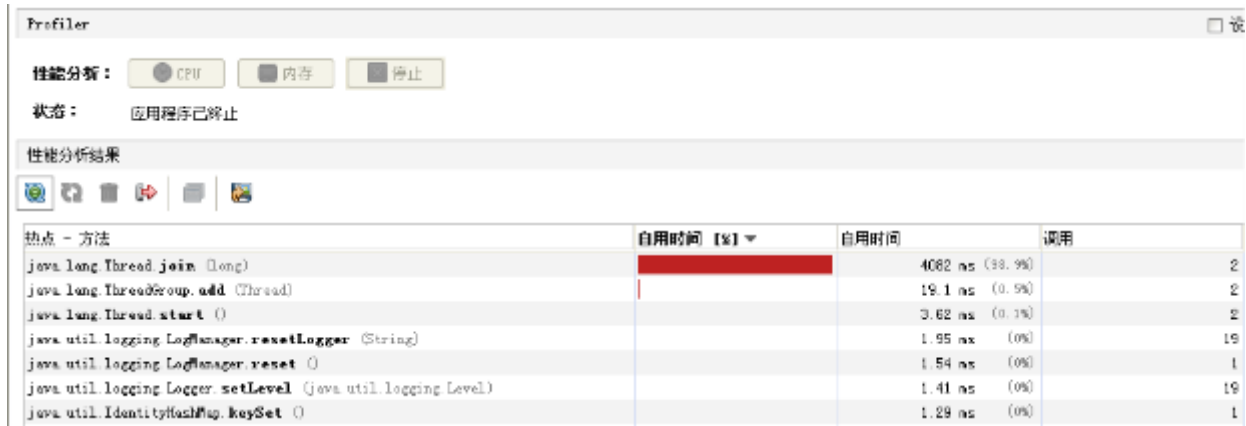 Profiler 设
性能分析： CPU 内存 停止
状态： 应用程序已终止
性能分析结果
热点 - 方法 自用时间 [%] 自用时间 调用
java.lang.Thread.join (long) 4082 ms (98.9%) 2
java.lang.ThreadGroup.add (Thread) 19.1 ms (0.5%) 2
java.lang.Thread.start () 3.62 ms (0.1%) 2
java.util.logging.LogManager.resetLogger (String) 1.95 ms (0%) 19
java.util.logging.LogManager.reset () 1.54 ms (0%) 1
java.util.logging.Logger.setLevel (java.util.logging.Level) 1.41 ms (0%) 19
java.util.IdentityHashMap.keySet () 1.29 ms (0%) 1